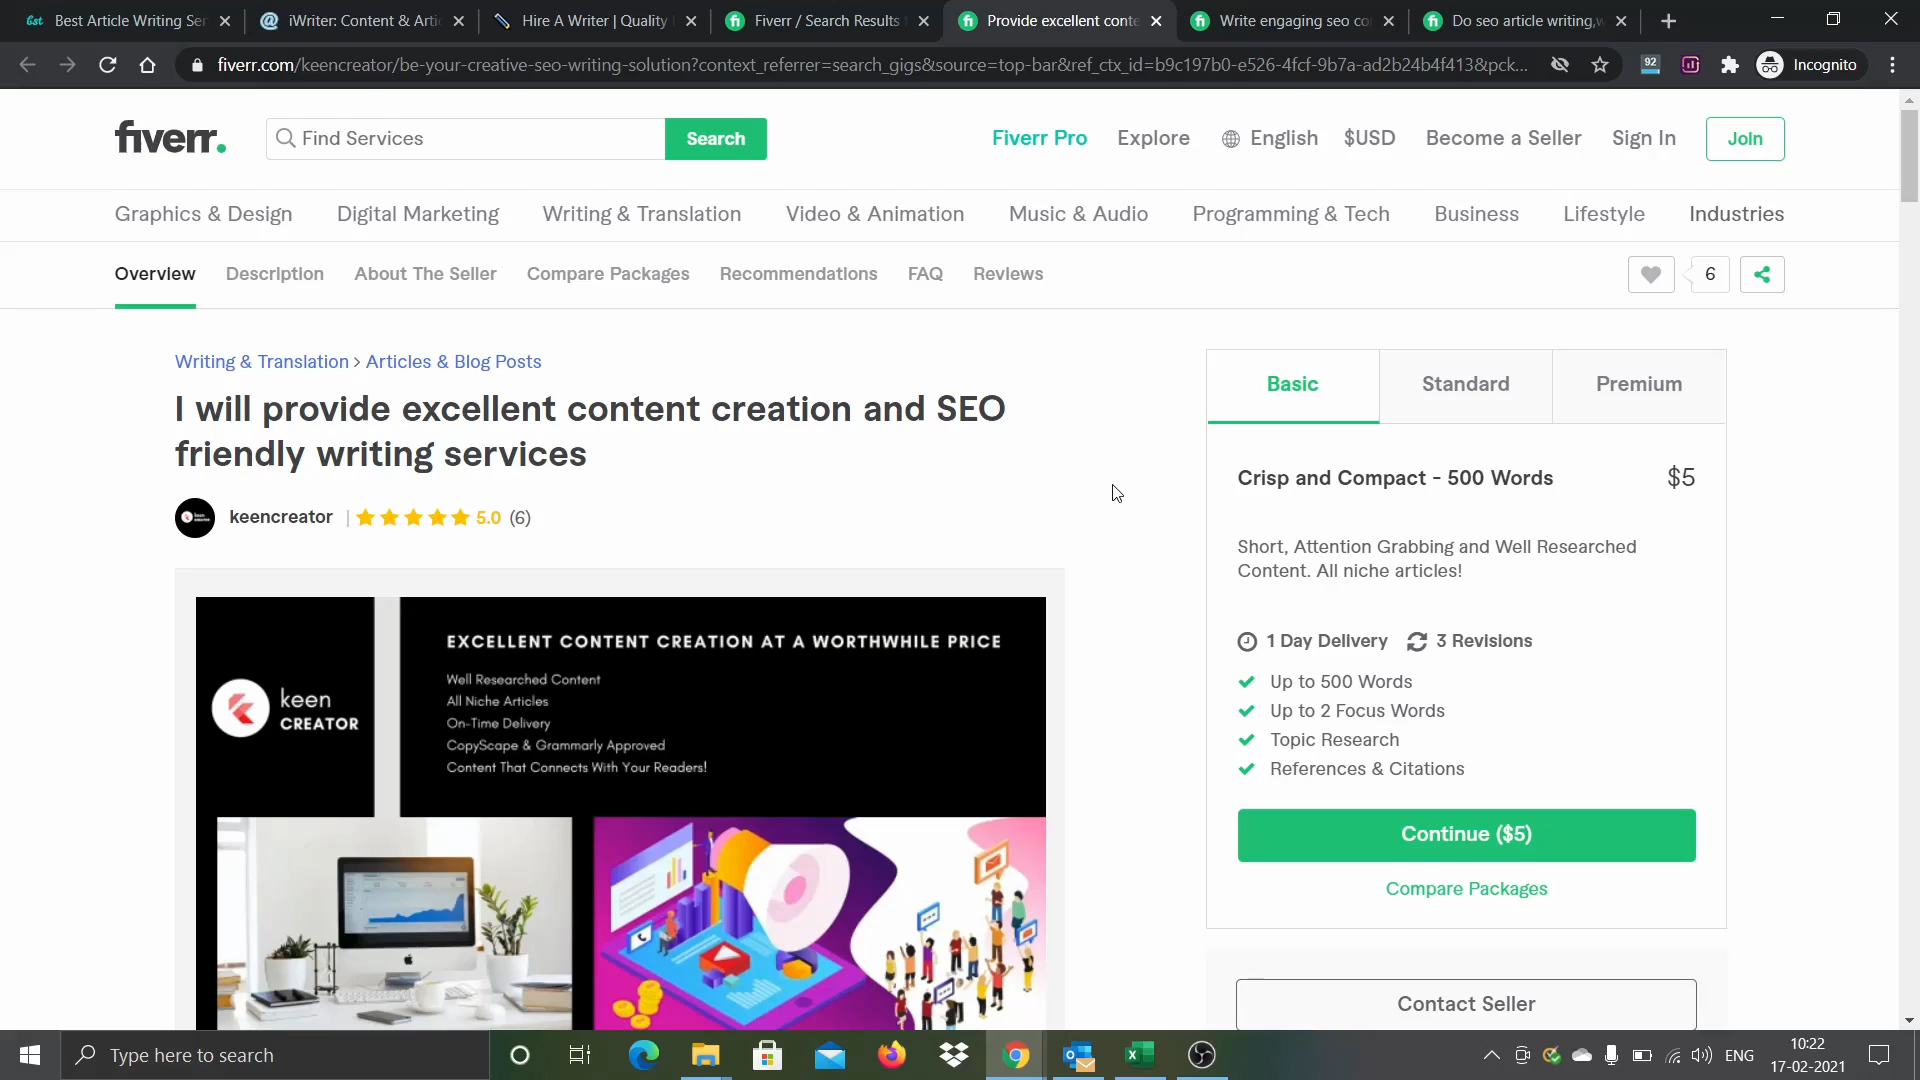 Best Article Writing Ser
iWriter: Content & Artic
Hire A Writer | Quality
Fiverr / Search Results
Provide excellent conte
Write engaging seo co
Do seo article writing,w
fiverr.com/keencreator/be-your-creative-seo-writing-solution?context_referrer=search_gigs&source=top-bar&ref_ctx_id=b9c197b0-e526-4fcf-9b7a-ad2b24b4f413&pck...
92
Incognito
fiverr.
Find Services
Search
Fiverr Pro
Explore
English
$USD
Become a Seller
Sign In
Join
Graphics & Design
Digital Marketing
Writing & Translation
Video & Animation
Music & Audio
Programming & Tech
Business
Lifestyle
Industries
Overview
Description
About The Seller
Compare Packages
Recommendations
FAQ
Reviews
6
Writing & Translation > Articles & Blog Posts
I will provide excellent content creation and SEO
friendly writing services
keencreator
5.0 (6)
EXCELLENT CONTENT CREATION AT A WORTHWHILE PRICE
Well Researched Content
All Niche Articles
On-Time Delivery
CopyScape & Grammarly Approved
Content That Connects With Your Readers!
keen
CREATOR
Basic
Standard
Premium
Crisp and Compact - 500 Words
$5
Short, Attention Grabbing and Well Researched
Content. All niche articles!
1 Day Delivery
3 Revisions
Up to 500 Words
Up to 2 Focus Words
Topic Research
References & Citations
Continue ($5)
Compare Packages
Contact Seller
Type here to search
ENG
10:22
17-02-2021